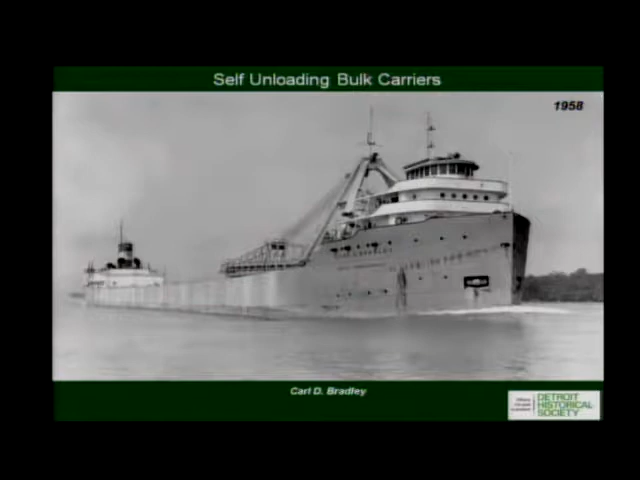 Self Unloading Bulk Carriers
1958
Carl D. Bradley
DETROIT
HISTORICAL
SOCIETY